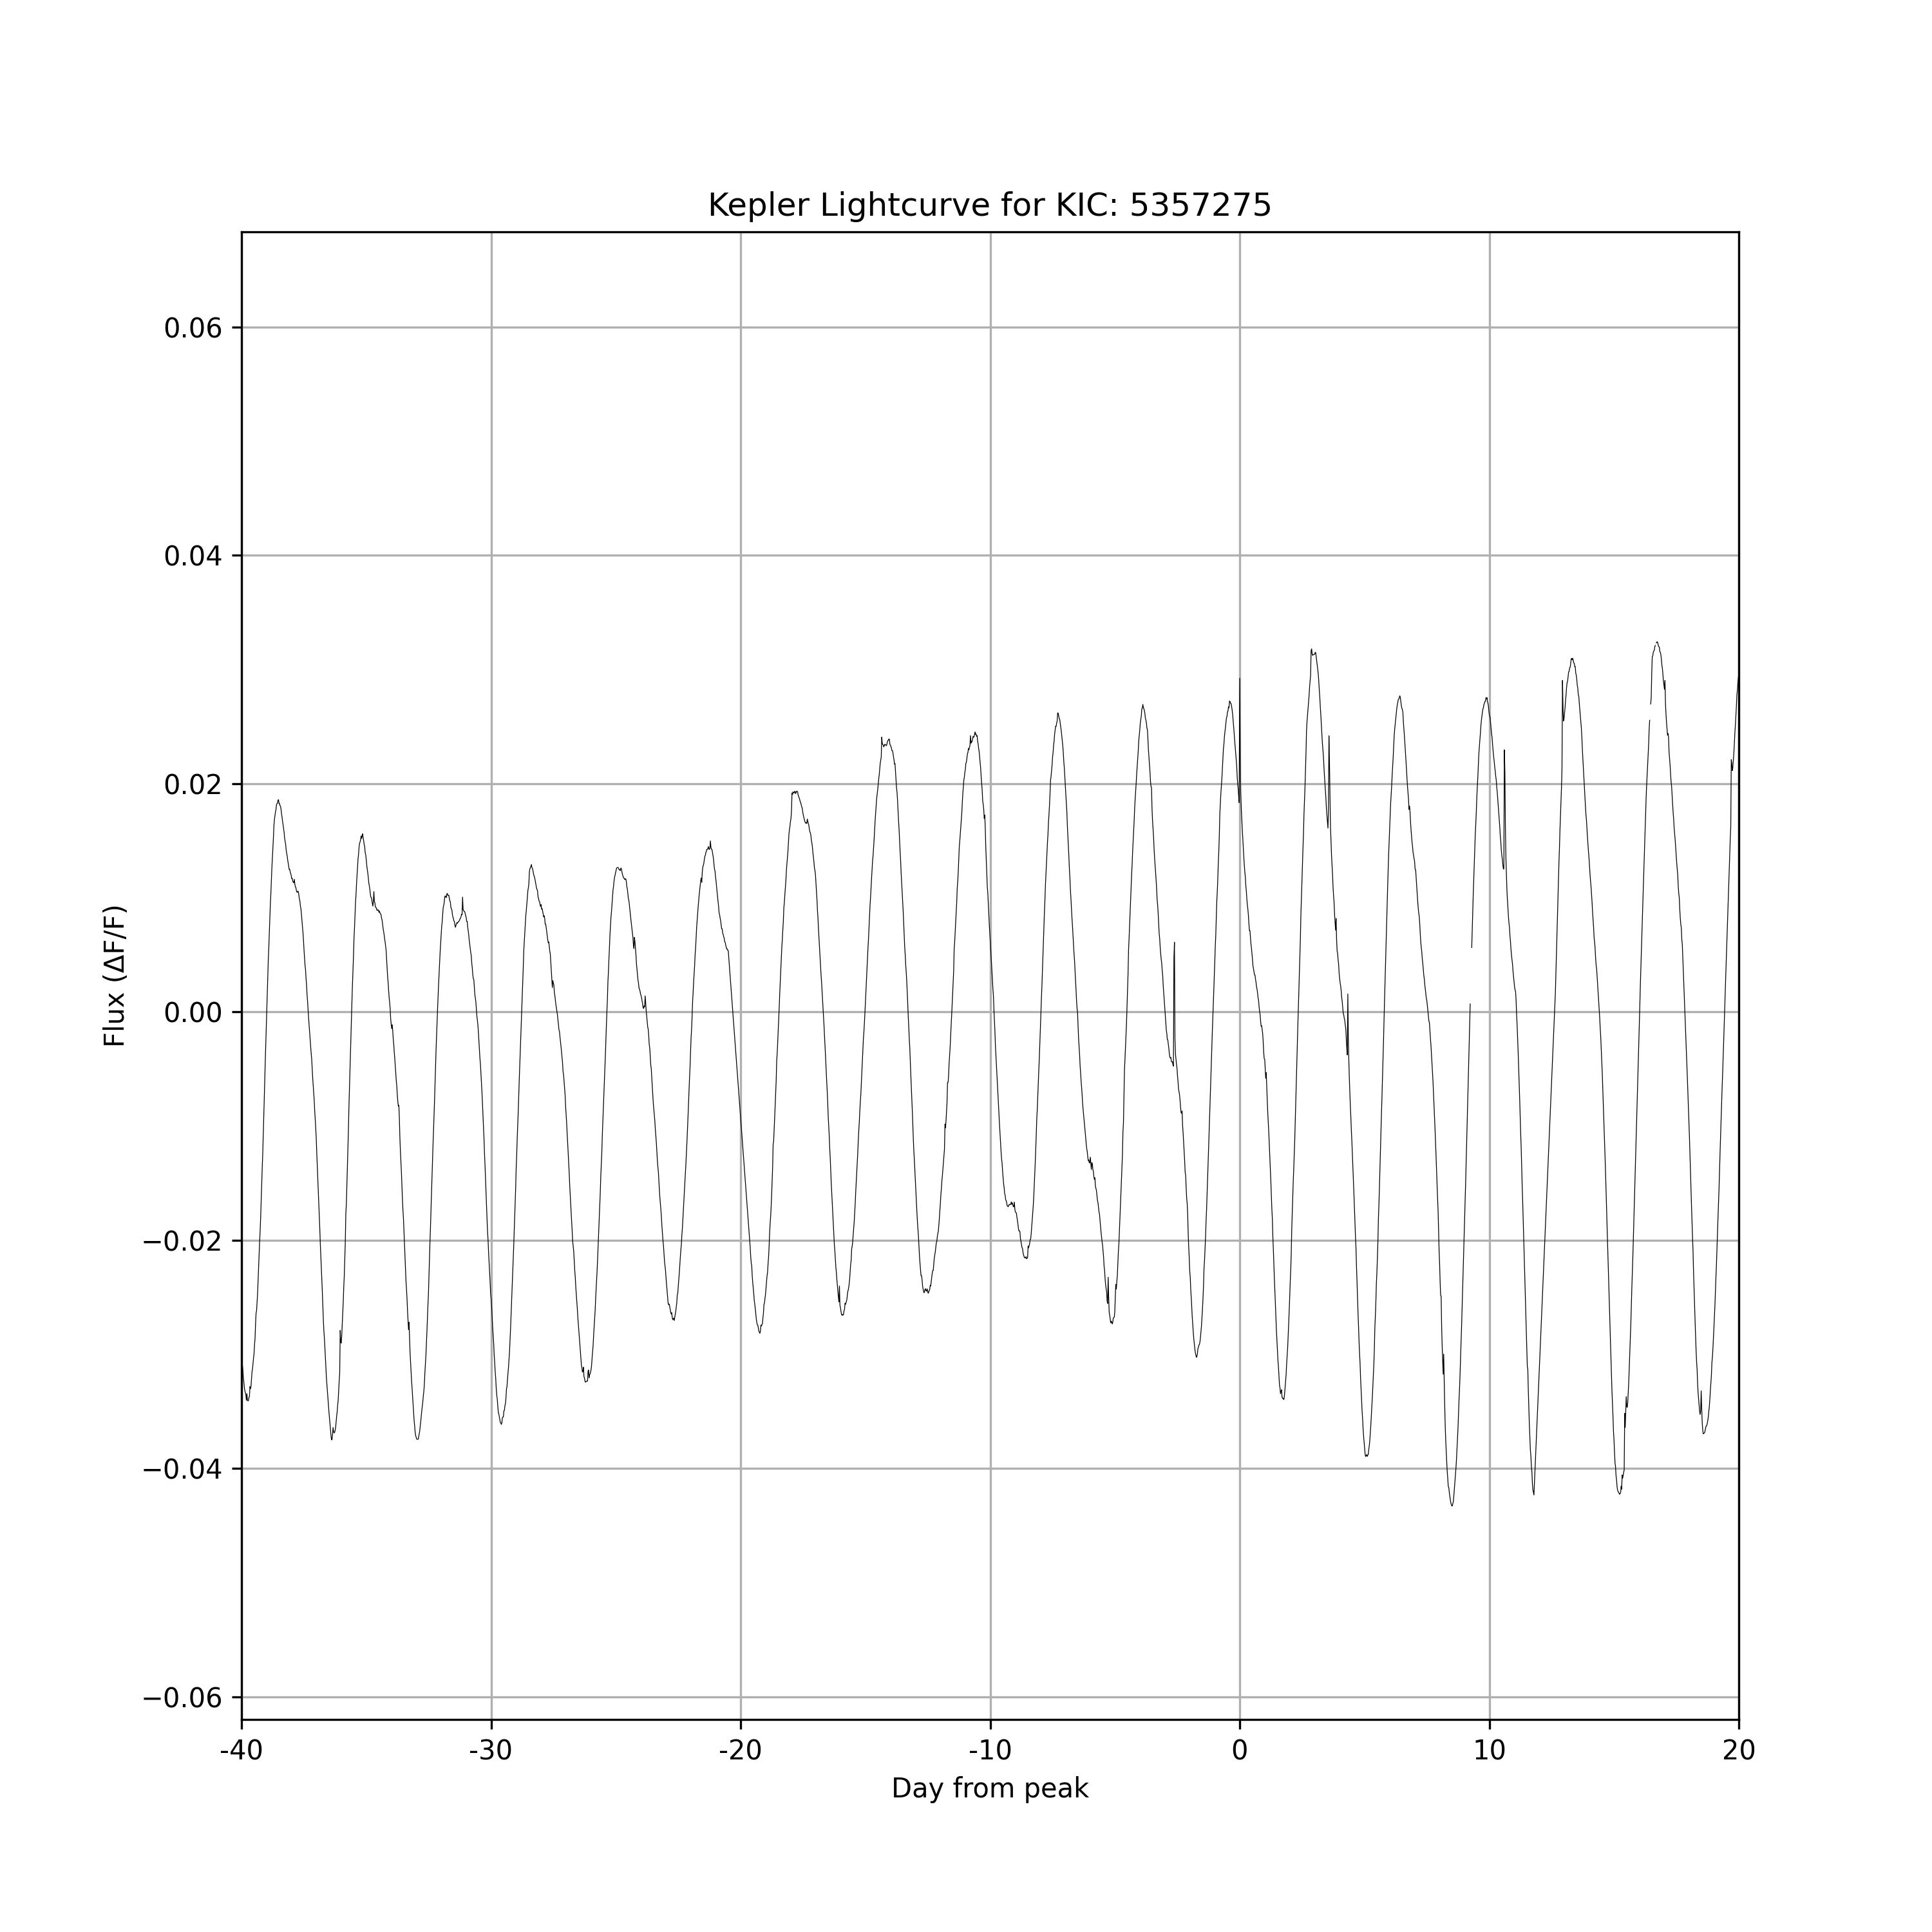 Kepler Lightcurve for KIC: 5357275
0.06
0.04
0.02
0.00
−0.02
−0.04
−0.06
Flux (ΔF/F)
-40 -30 -20 -10 0 10 20
Day from peak